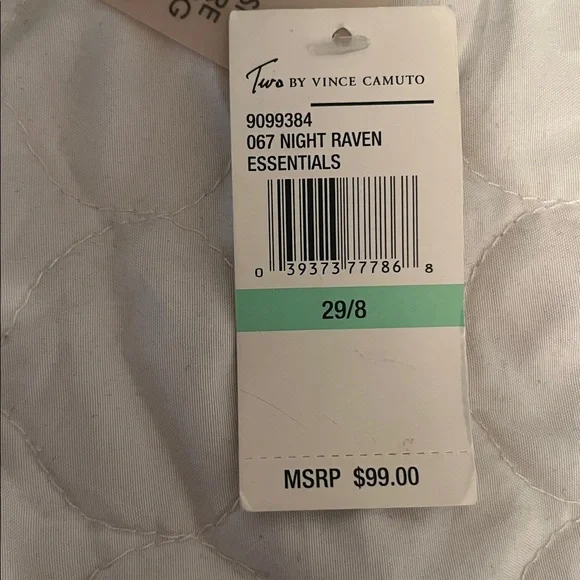 Two BY VINCE CAMUTO
9099384
067 NIGHT RAVEN
ESSENTIALS
0 39373 77786 8
29/8
MSRP $99.00